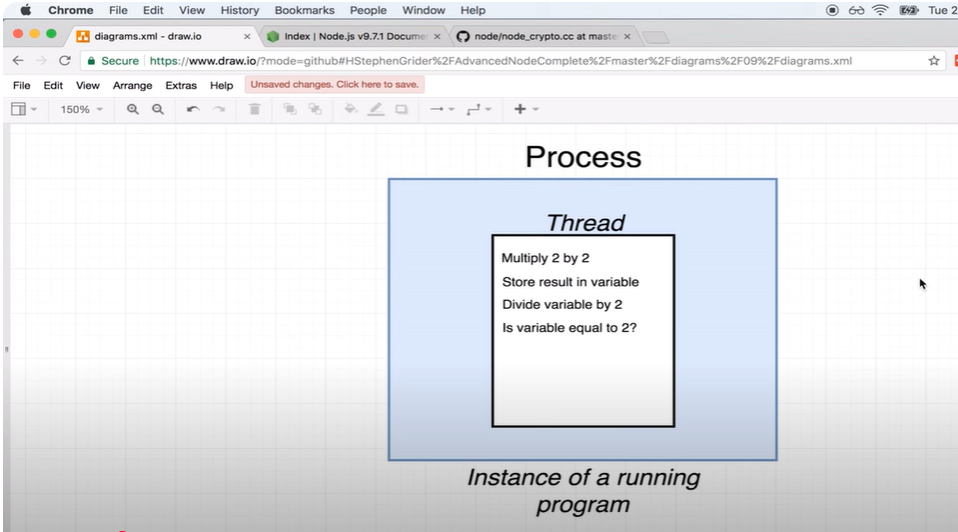 Chrome File Edit View History Bookmarks People Window Help Tue 2
diagrams.xml - draw.io Index | Node.js v9.7.1 Docume node/node_crypto.cc at maste
Secure https://www.draw.io/?mode=github#HStephenGrider%2FAdvancedNodeComplete%2Fmaster%2Fdiagrams%2F09%2Fdiagrams.xml
File Edit View Arrange Extras Help Unsaved changes. Click here to save.
150%
Process
Thread
Multiply 2 by 2
Store result in variable
Divide variable by 2
Is variable equal to 2?
Instance of a running
program